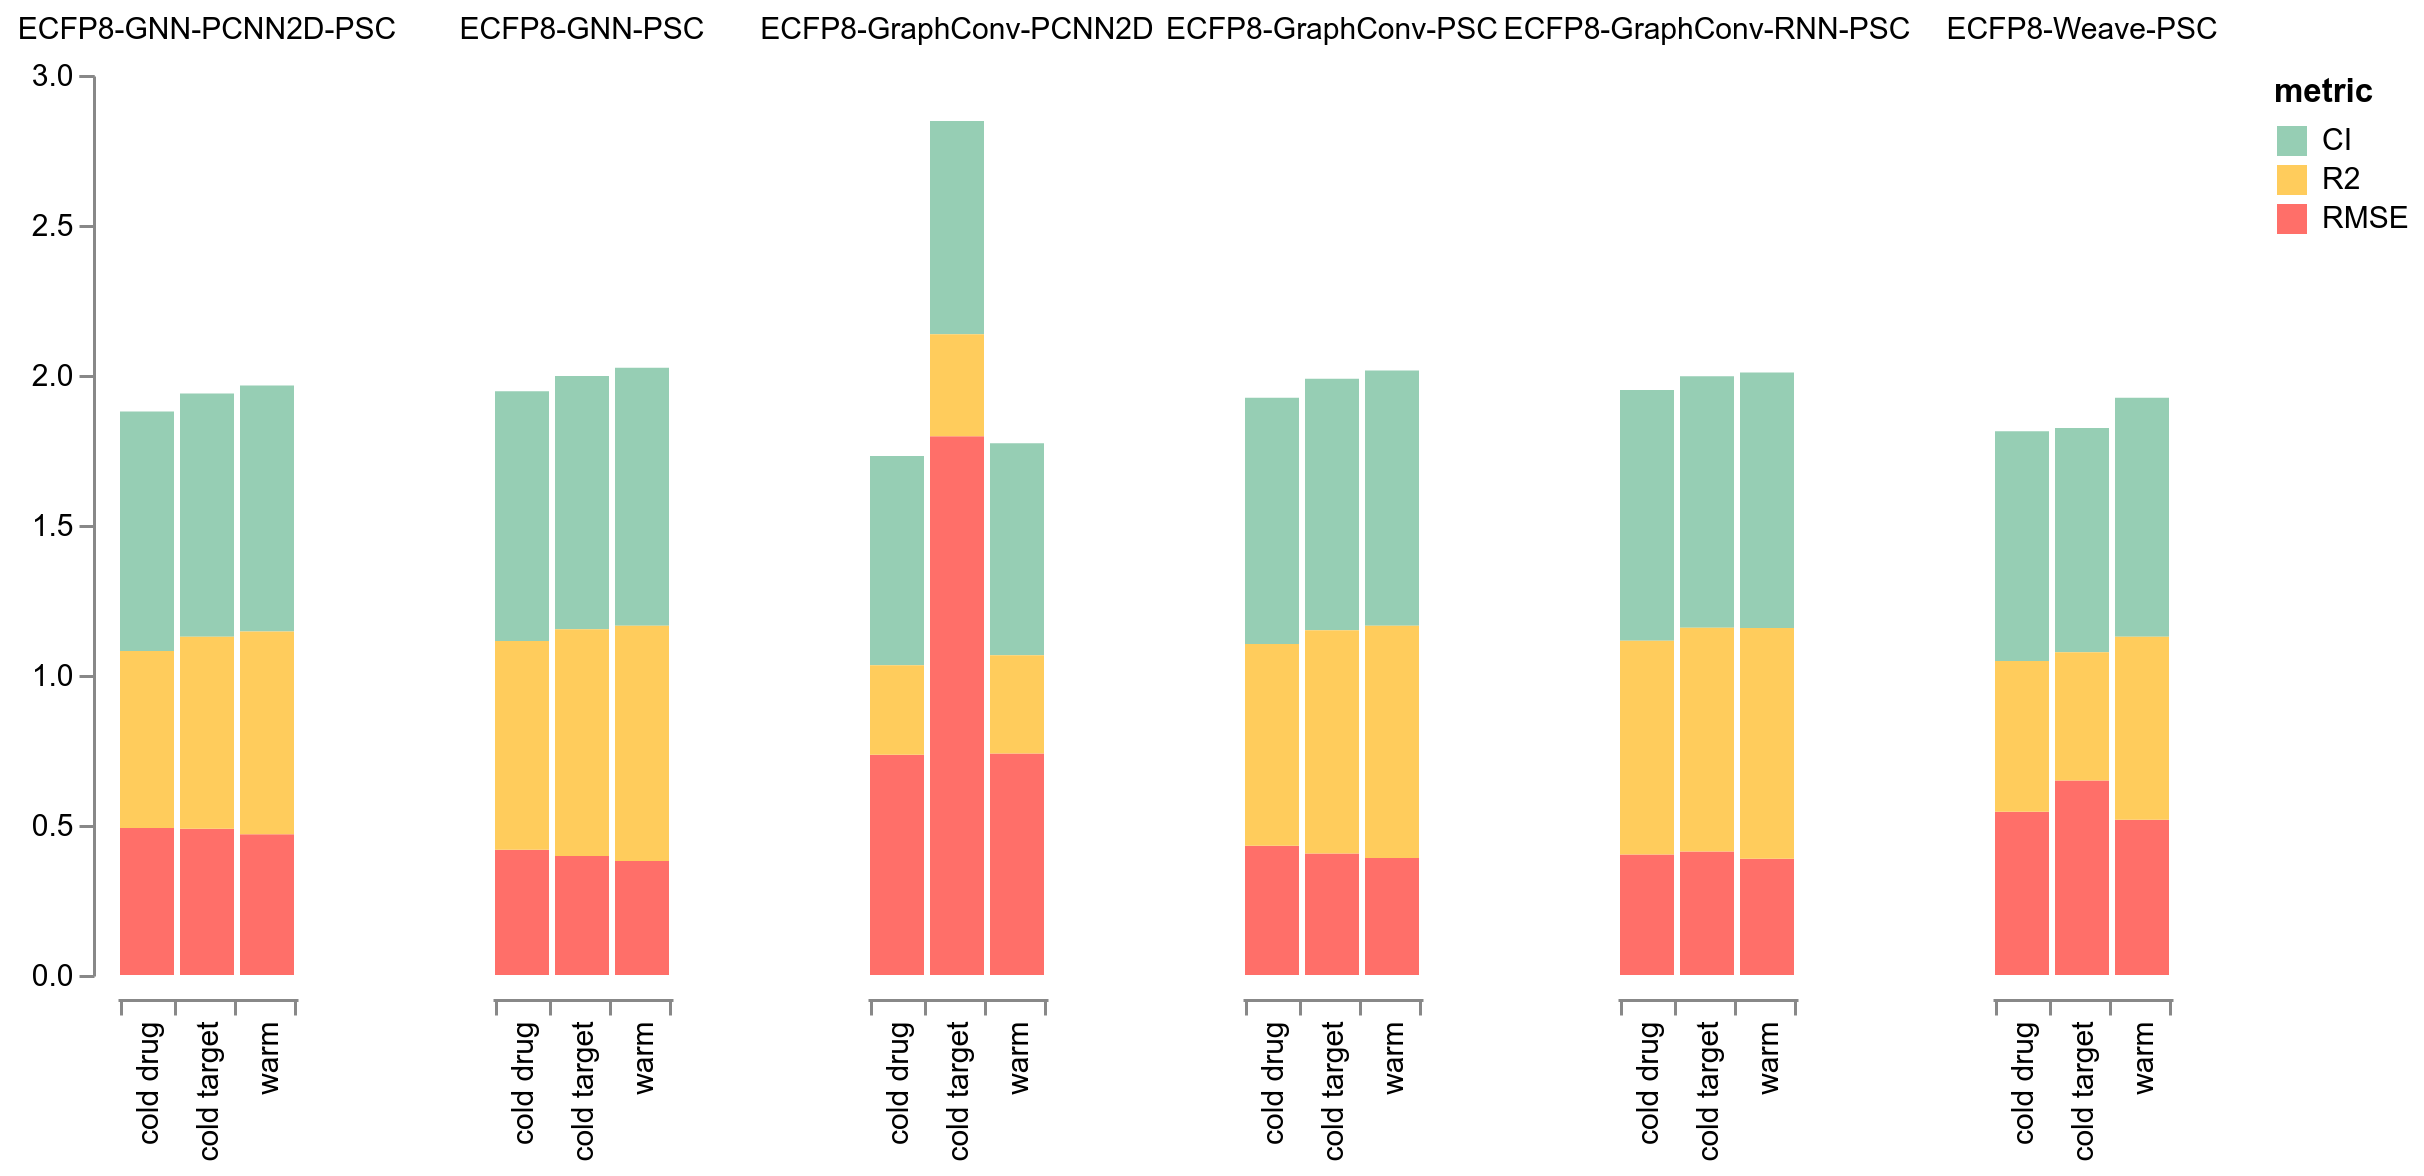 ECFP8-GNN-PCNN2D-PSC
ECFP8-GNN-PSC
ECFP8-GraphConv-PCNN2D
ECFP8-GraphConv-PSC
ECFP8-GraphConv-RNN-PSC
ECFP8-Weave-PSC
3.0
2.5
2.0
1.5
1.0
0.5
0.0
metric
CI
R2
RMSE
cold drug
cold target
warm
cold drug
cold target
warm
cold drug
cold target
warm
cold drug
cold target
warm
cold drug
cold target
warm
cold drug
cold target
warm